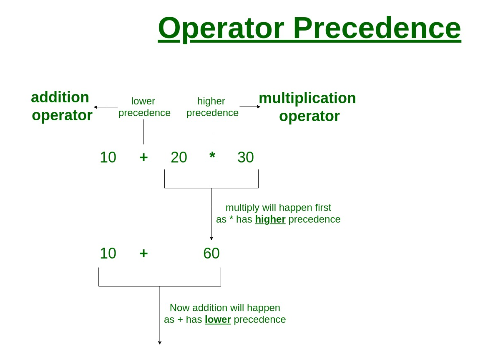 Operator Precedence
addition
operator
lower
precedence
higher
precedence
multiplication
operator
10 + 20 * 30
multiply will happen first
as * has higher precedence
10 + 60
Now addition will happen
as + has lower precedence